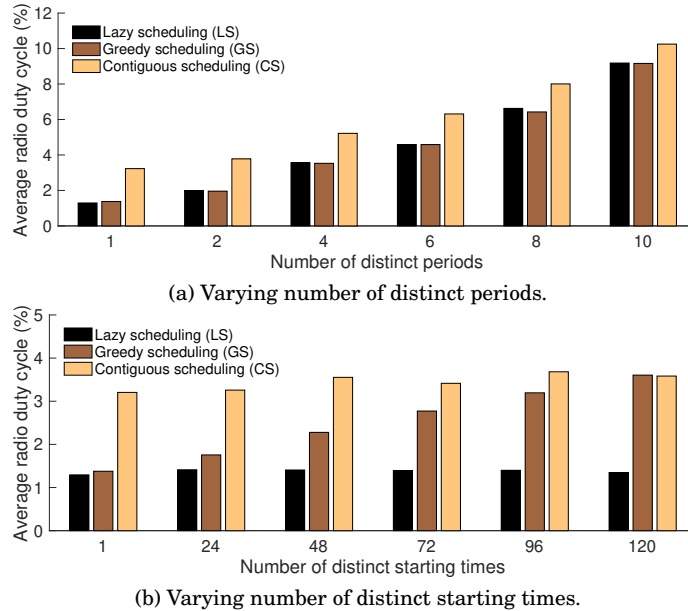 12
10
8
6
4
2
0
Average radio duty cycle (%)
Lazy scheduling (LS)
Greedy scheduling (GS)
Contiguous scheduling (CS)
1 2 4 6 8 10
Number of distinct periods
(a) Varying number of distinct periods.
5
4
3
2
1
0
Average radio duty cycle (%)
Lazy scheduling (LS)
Greedy scheduling (GS)
Contiguous scheduling (CS)
1 24 48 72 96 120
Number of distinct starting times
(b) Varying number of distinct starting times.